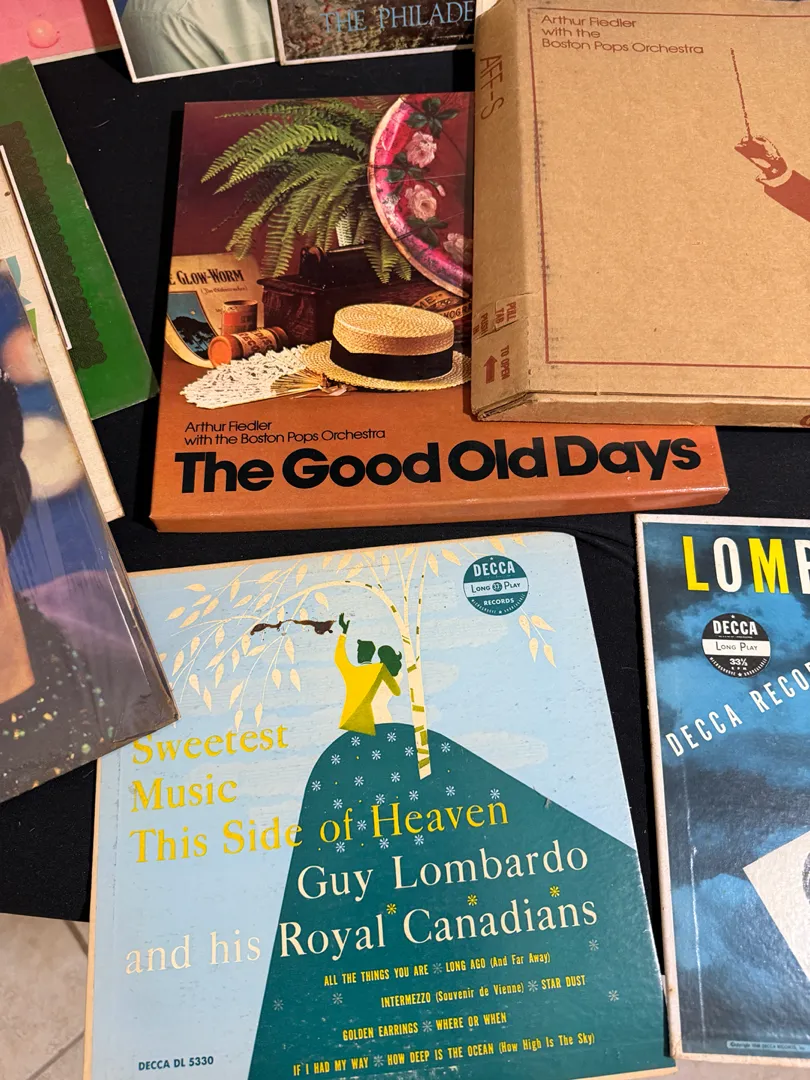 THE PHILADE
Arthur Fiedler
with the
Boston Pops Orchestra
AFF-S
PULL
TAB
TO OPEN
E GLOW-WORM
Arthur Fiedler
with the Boston Pops Orchestra
The Good Old Days
DECCA
LONG 33 PLAY
RECORDS
Sweetest
Music
This Side of Heaven
Guy Lombardo
and his Royal Canadians
ALL THE THINGS YOU ARE ※ LONG AGO (And Far Away)
INTERMEZZO (Souvenir de Vienne) ※ STAR DUST
GOLDEN EARRINGS ※ WHERE OR WHEN
IF I HAD MY WAY ※ HOW DEEP IS THE OCEAN (How High Is The Sky)
DECCA DL 5330
LOMB
DECCA
LONG PLAY
33⅓
RPM
DECCA RECO